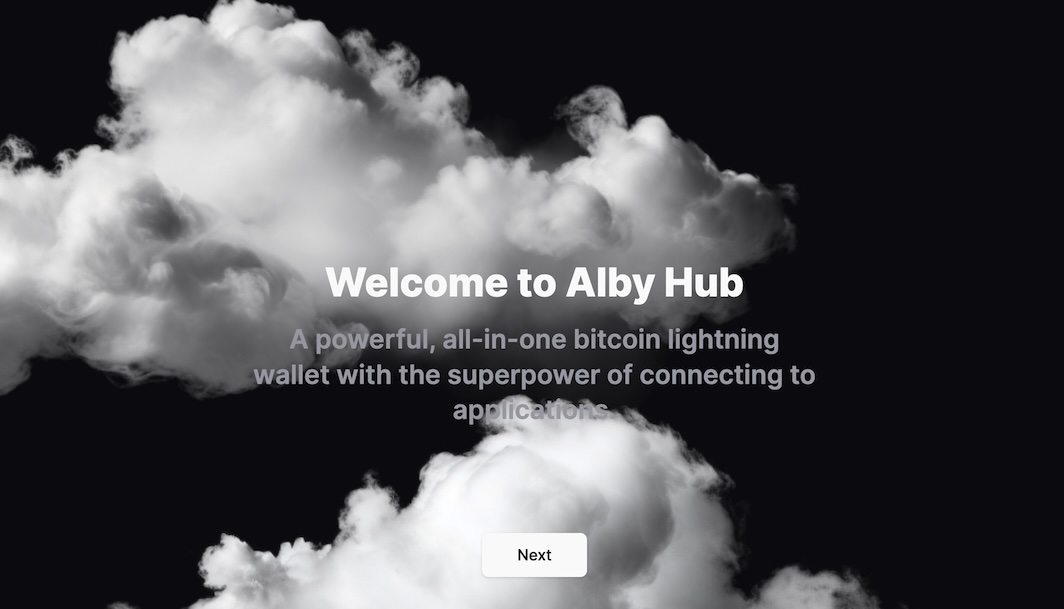 Welcome to Alby Hub
A powerful, all-in-one bitcoin lightning
wallet with the superpower of connecting to
applications.
Next